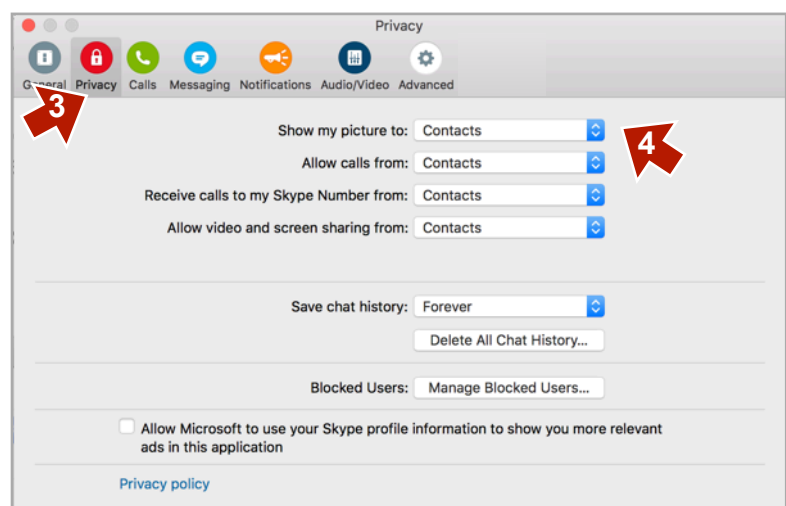 Privacy
General Privacy Calls Messaging Notifications Audio/Video Advanced
3
Show my picture to: Contacts
4
Allow calls from: Contacts
Receive calls to my Skype Number from: Contacts
Allow video and screen sharing from: Contacts
Save chat history: Forever
Delete All Chat History...
Blocked Users: Manage Blocked Users...
Allow Microsoft to use your Skype profile information to show you more relevant
ads in this application
Privacy policy